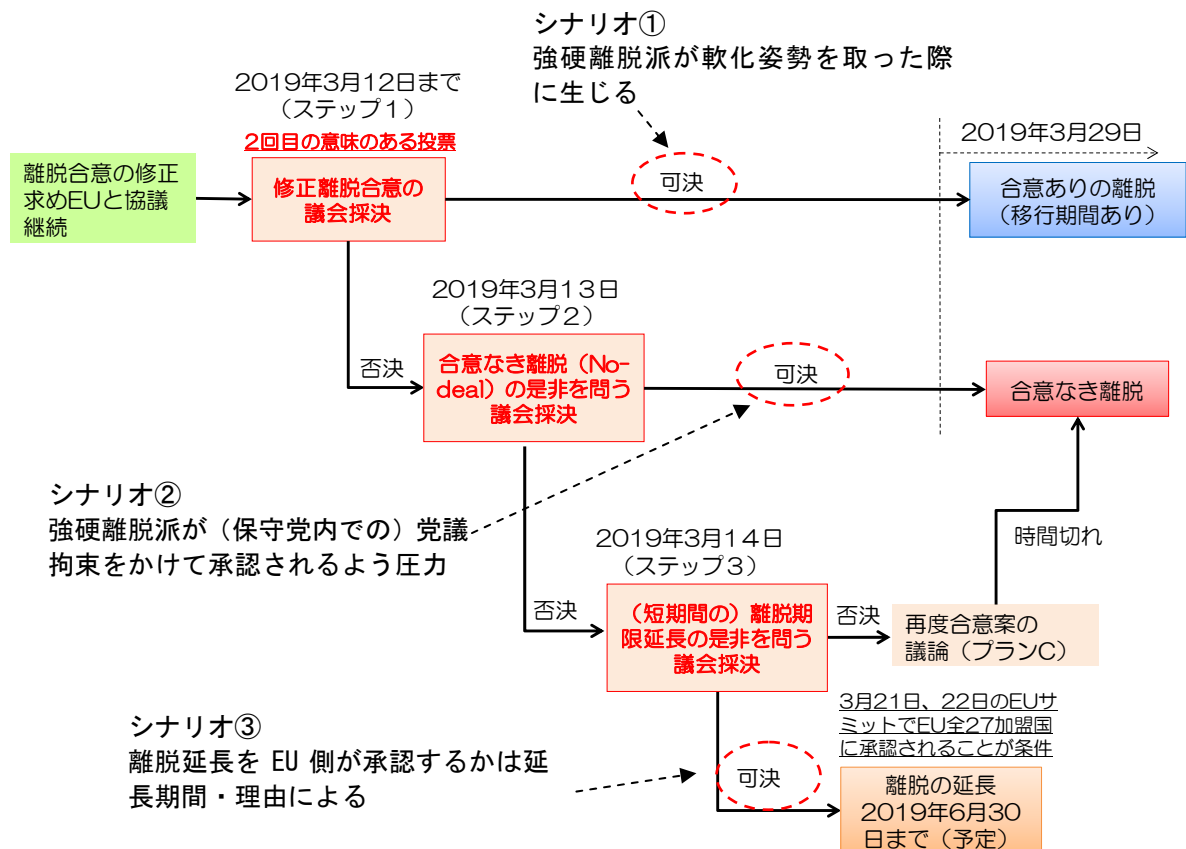 シナリオ①
強硬離脱派が軟化姿勢を取った際
に生じる
2019年3月12日まで
（ステップ１）
2回目の意味のある投票
2019年3月29日
離脱合意の修正
求めEUと協議
継続
修正離脱合意の
議会採決
可決
合意ありの離脱
（移行期間あり）
2019年3月13日
（ステップ２）
否決
合意なき離脱（No-
deal）の是非を問う
議会採決
可決
合意なき離脱
シナリオ②
強硬離脱派が（保守党内での）党議
拘束をかけて承認されるよう圧力
2019年3月14日
（ステップ３）
時間切れ
否決
（短期間の）離脱期
限延長の是非を問う
議会採決
否決
再度合意案の
議論（プランC）
3月21日、22日のEUサ
ミットでEU全27加盟国
に承認されることが条件
シナリオ③
離脱延長を EU 側が承認するかは延
長期間・理由による
可決
離脱の延長
2019年6月30
日まで（予定）